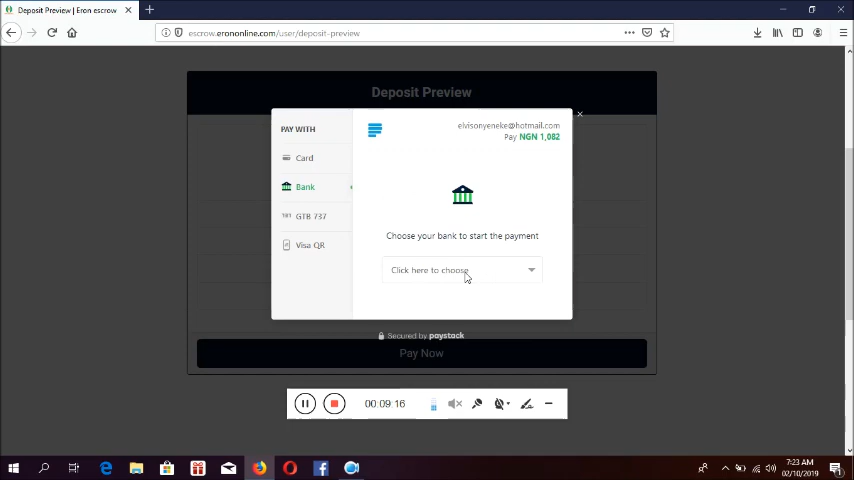 Deposit Preview | Eron escrow
escrow.erononline.com/user/deposit-preview
Deposit Preview
PAY WITH
Card
Bank
GTB 737
Visa QR
elvisonyeneke@hotmail.com
Pay NGN 1,082
Choose your bank to start the payment
Click here to choose
Secured by paystack
Pay Now
00:09:16
7:23 AM
02/10/2019